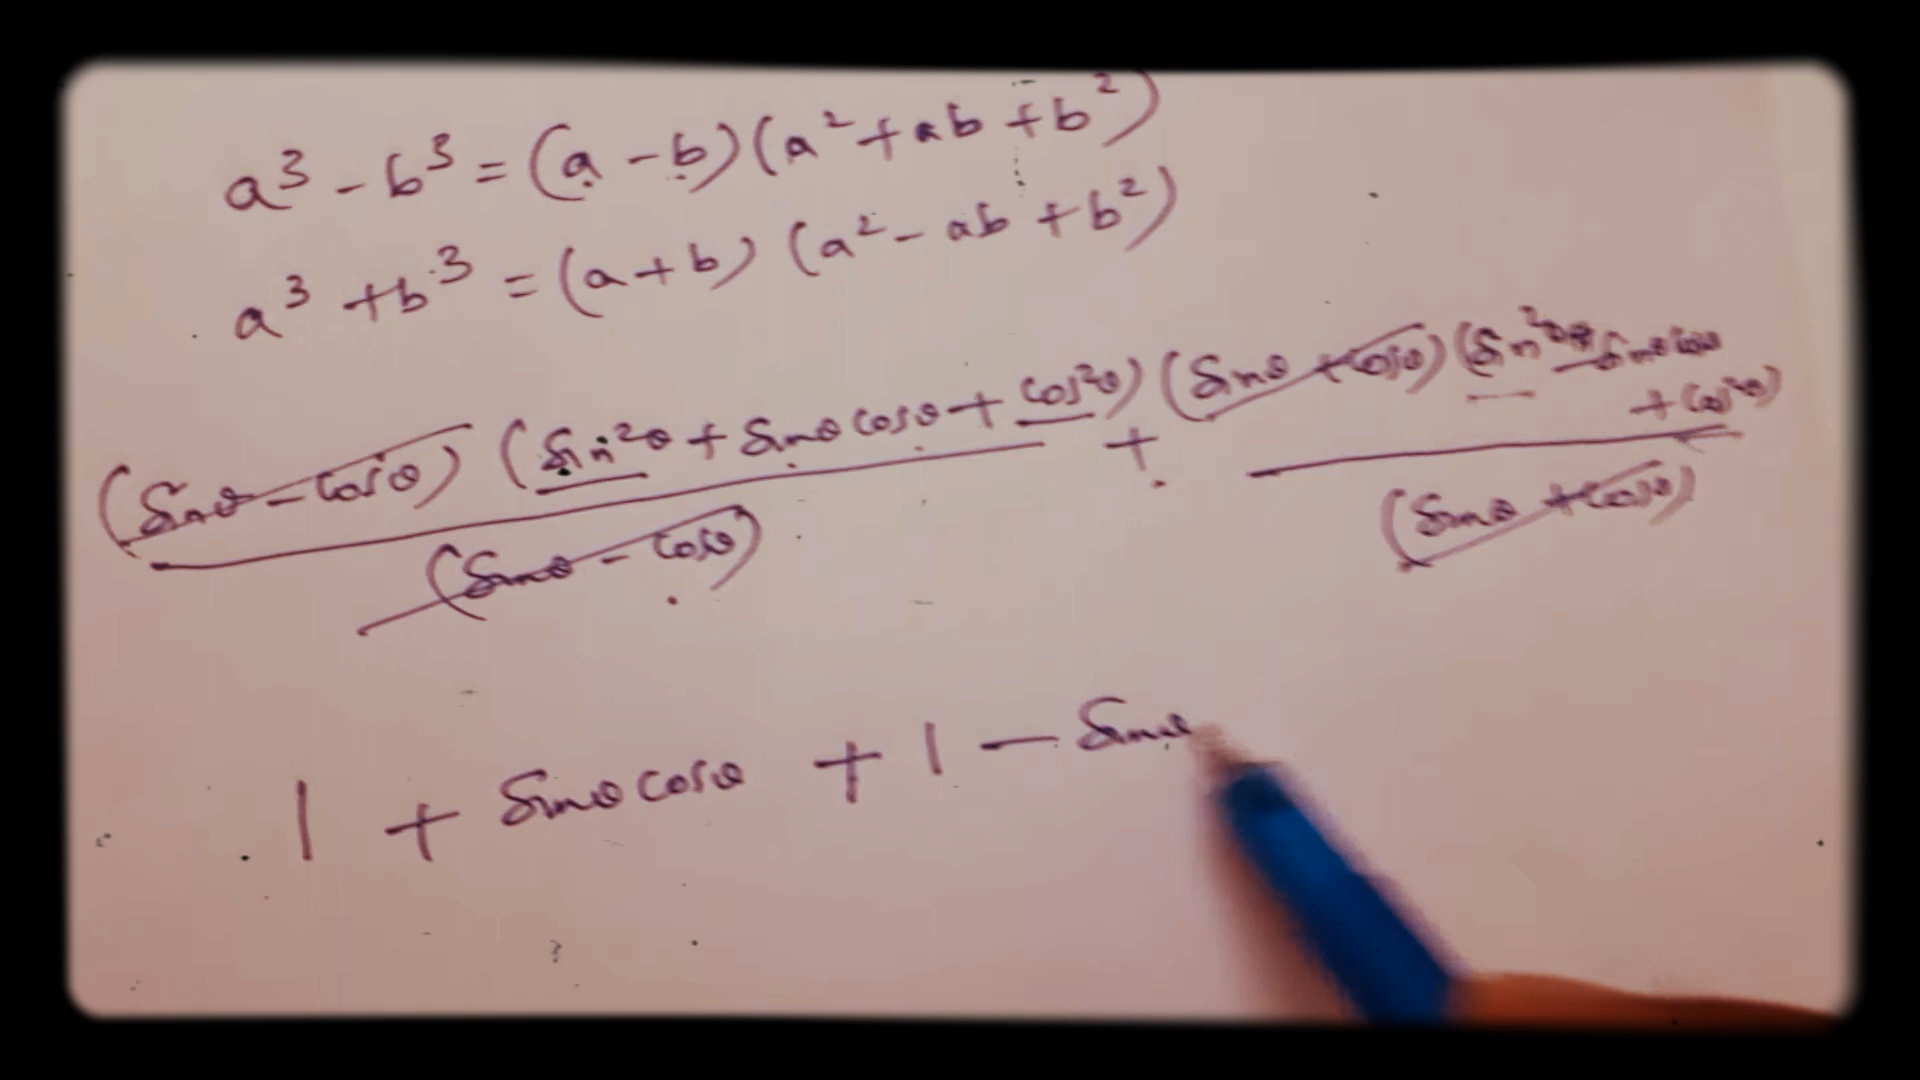 a³ - b³ = (a - b)(a² + ab + b²)
a³ + b³ = (a + b) (a² - ab + b²)
(sinθ - cosθ) (sin²θ + sinθ cosθ + cos²θ) + (sinθ + cosθ) (sin²θ - sinθ cosθ
+ cos²θ)
(sinθ - cosθ) (sinθ + cosθ)
1 + sinθ cosθ + 1 - sinθ